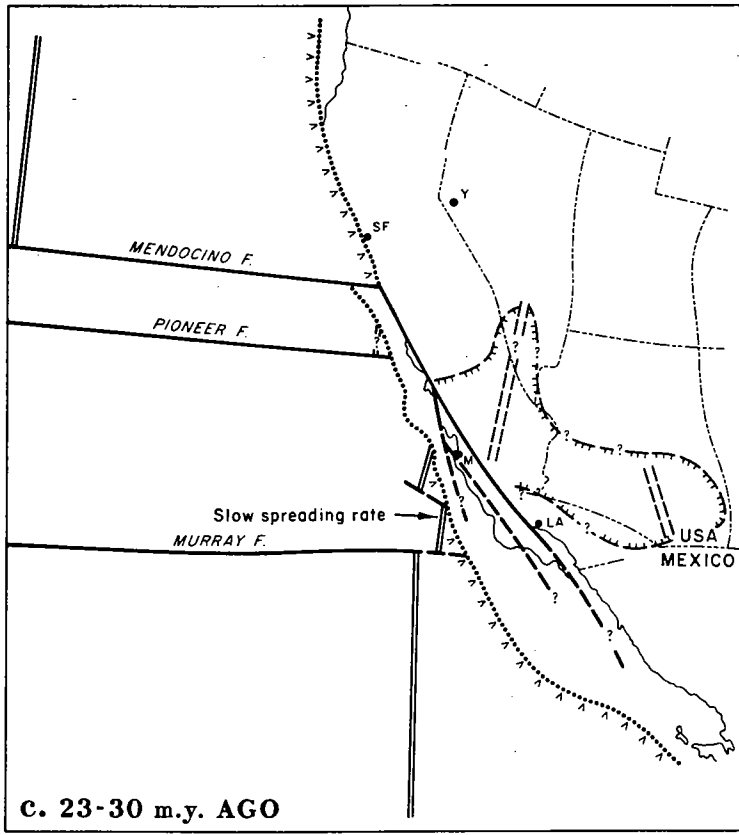 Y
SF
MENDOCINO F.
PIONEER F.
?
?
?
?
?
?
M
?
?
Slow spreading rate
LA
USA
MURRAY F.
MEXICO
?
?
?
c. 23-30 m.y. AGO